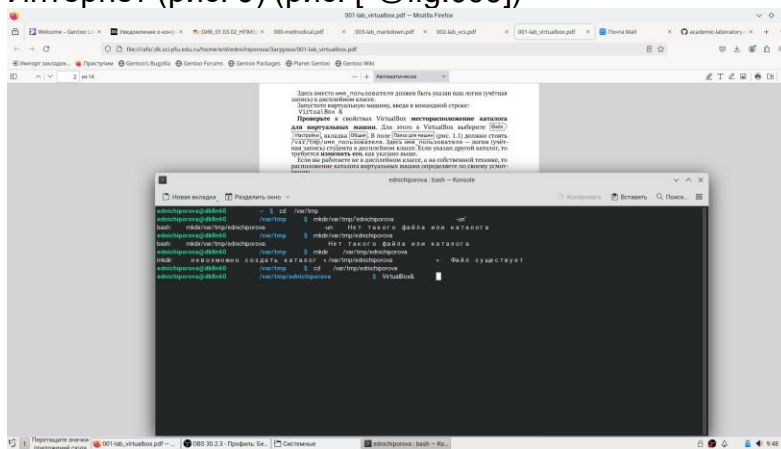 Интернет (рис. 3) (рис. [-@fig:003])
001-lab_virtualbox.pdf — Mozilla Firefox
Welcome – Gentoo Li
Уведомление о конф
000-methodical.pdf
003-lab_markdown.pdf
002-lab_vcs.pdf
001-lab_virtualbox.pdf
Почта Mail
academic-laboratory
file:///afs/.dk.sci.pfu.edu.ru/home/e/d/ednichiporova/Загрузки/001-lab_virtualbox.pdf
Импорт закладок...
Приступим
Gentoo's Bugzilla
Gentoo Forums
Gentoo Packages
Planet Gentoo
Gentoo Wiki
2 из 14
Автоматически
Здесь вместо имя_пользователя должен быть указан ваш логин (учётная
запись) в дисплейном классе.
Запустите виртуальную машину, введя в командной строке:
VirtualBox &
Проверьте в свойствах VirtualBox месторасположение каталога
для виртуальных машин. Для этого в VirtualBox выберите Файл
Настройки, вкладка Общие. В поле Папка для машин (рис. 1.1) должно стоять
/var/tmp/имя_пользователя. Здесь имя_пользователя — логин (учёт-
ная запись) студента в дисплейном классе. Если указан другой каталог, то
требуется изменить его, как указано выше.
Если вы работаете не в дисплейном классе, а на собственной технике, то
расположение каталога виртуальных машин определяете по своему усмот-
ednichiporova : bash — Konsole
Новая вкладка
Разделить окно
Копировать
Вставить
Поиск...
ednichiporova@dk8n60 ~ $ cd /var/tmp
ednichiporova@dk8n60 /var/tmp $ mkdir/var/tmp/ednichiporova -un'
bash: mkdir/var/tmp/ednichiporova -un: Нет такого файла или каталога
ednichiporova@dk8n60 /var/tmp $ mkdir/var/tmp/ednichiporova
bash: mkdir/var/tmp/ednichiporova: Нет такого файла или каталога
ednichiporova@dk8n60 /var/tmp $ mkdir /var/tmp/ednichiporova
mkdir: невозможно создать каталог «/var/tmp/ednichiporova»: Файл существует
ednichiporova@dk8n60 /var/tmp $ cd /var/tmp/ednichiporova
ednichiporova@dk8n60 /var/tmp/ednichiporova $ VirtualBox&
1
Перетащите значки
приложений сюда
001-lab_virtualbox.pdf — ...
OBS 30.2.3 - Профиль: Бе...
Системные
ednichiporova : bash — Ko...
9:48